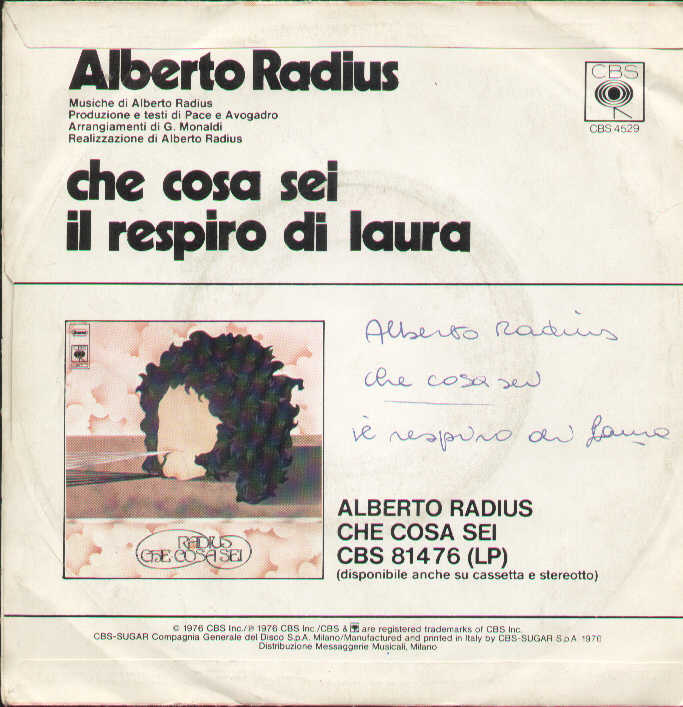 Alberto Radius
Musiche di Alberto Radius
Produzione e testi di Pace e Avogadro
Arrangiamenti di G. Monaldi
Realizzazione di Alberto Radius
CBS
CBS 4529
che cosa sei
il respiro di laura
Alberto Radius
che cosa sei
il respiro di Laura
RADIUS
CHE COSA SEI
ALBERTO RADIUS
CHE COSA SEI
CBS 81476 (LP)
(disponibile anche su cassetta e stereotto)
© 1976 CBS Inc./℗ 1976 CBS Inc./CBS & are registered trademarks of CBS Inc.
CBS-SUGAR Compagnia Generale del Disco S.p.A. Milano/Manufactured and printed in Italy by CBS-SUGAR S.p.A. 1976
Distribuzione Messaggerie Musicali, Milano